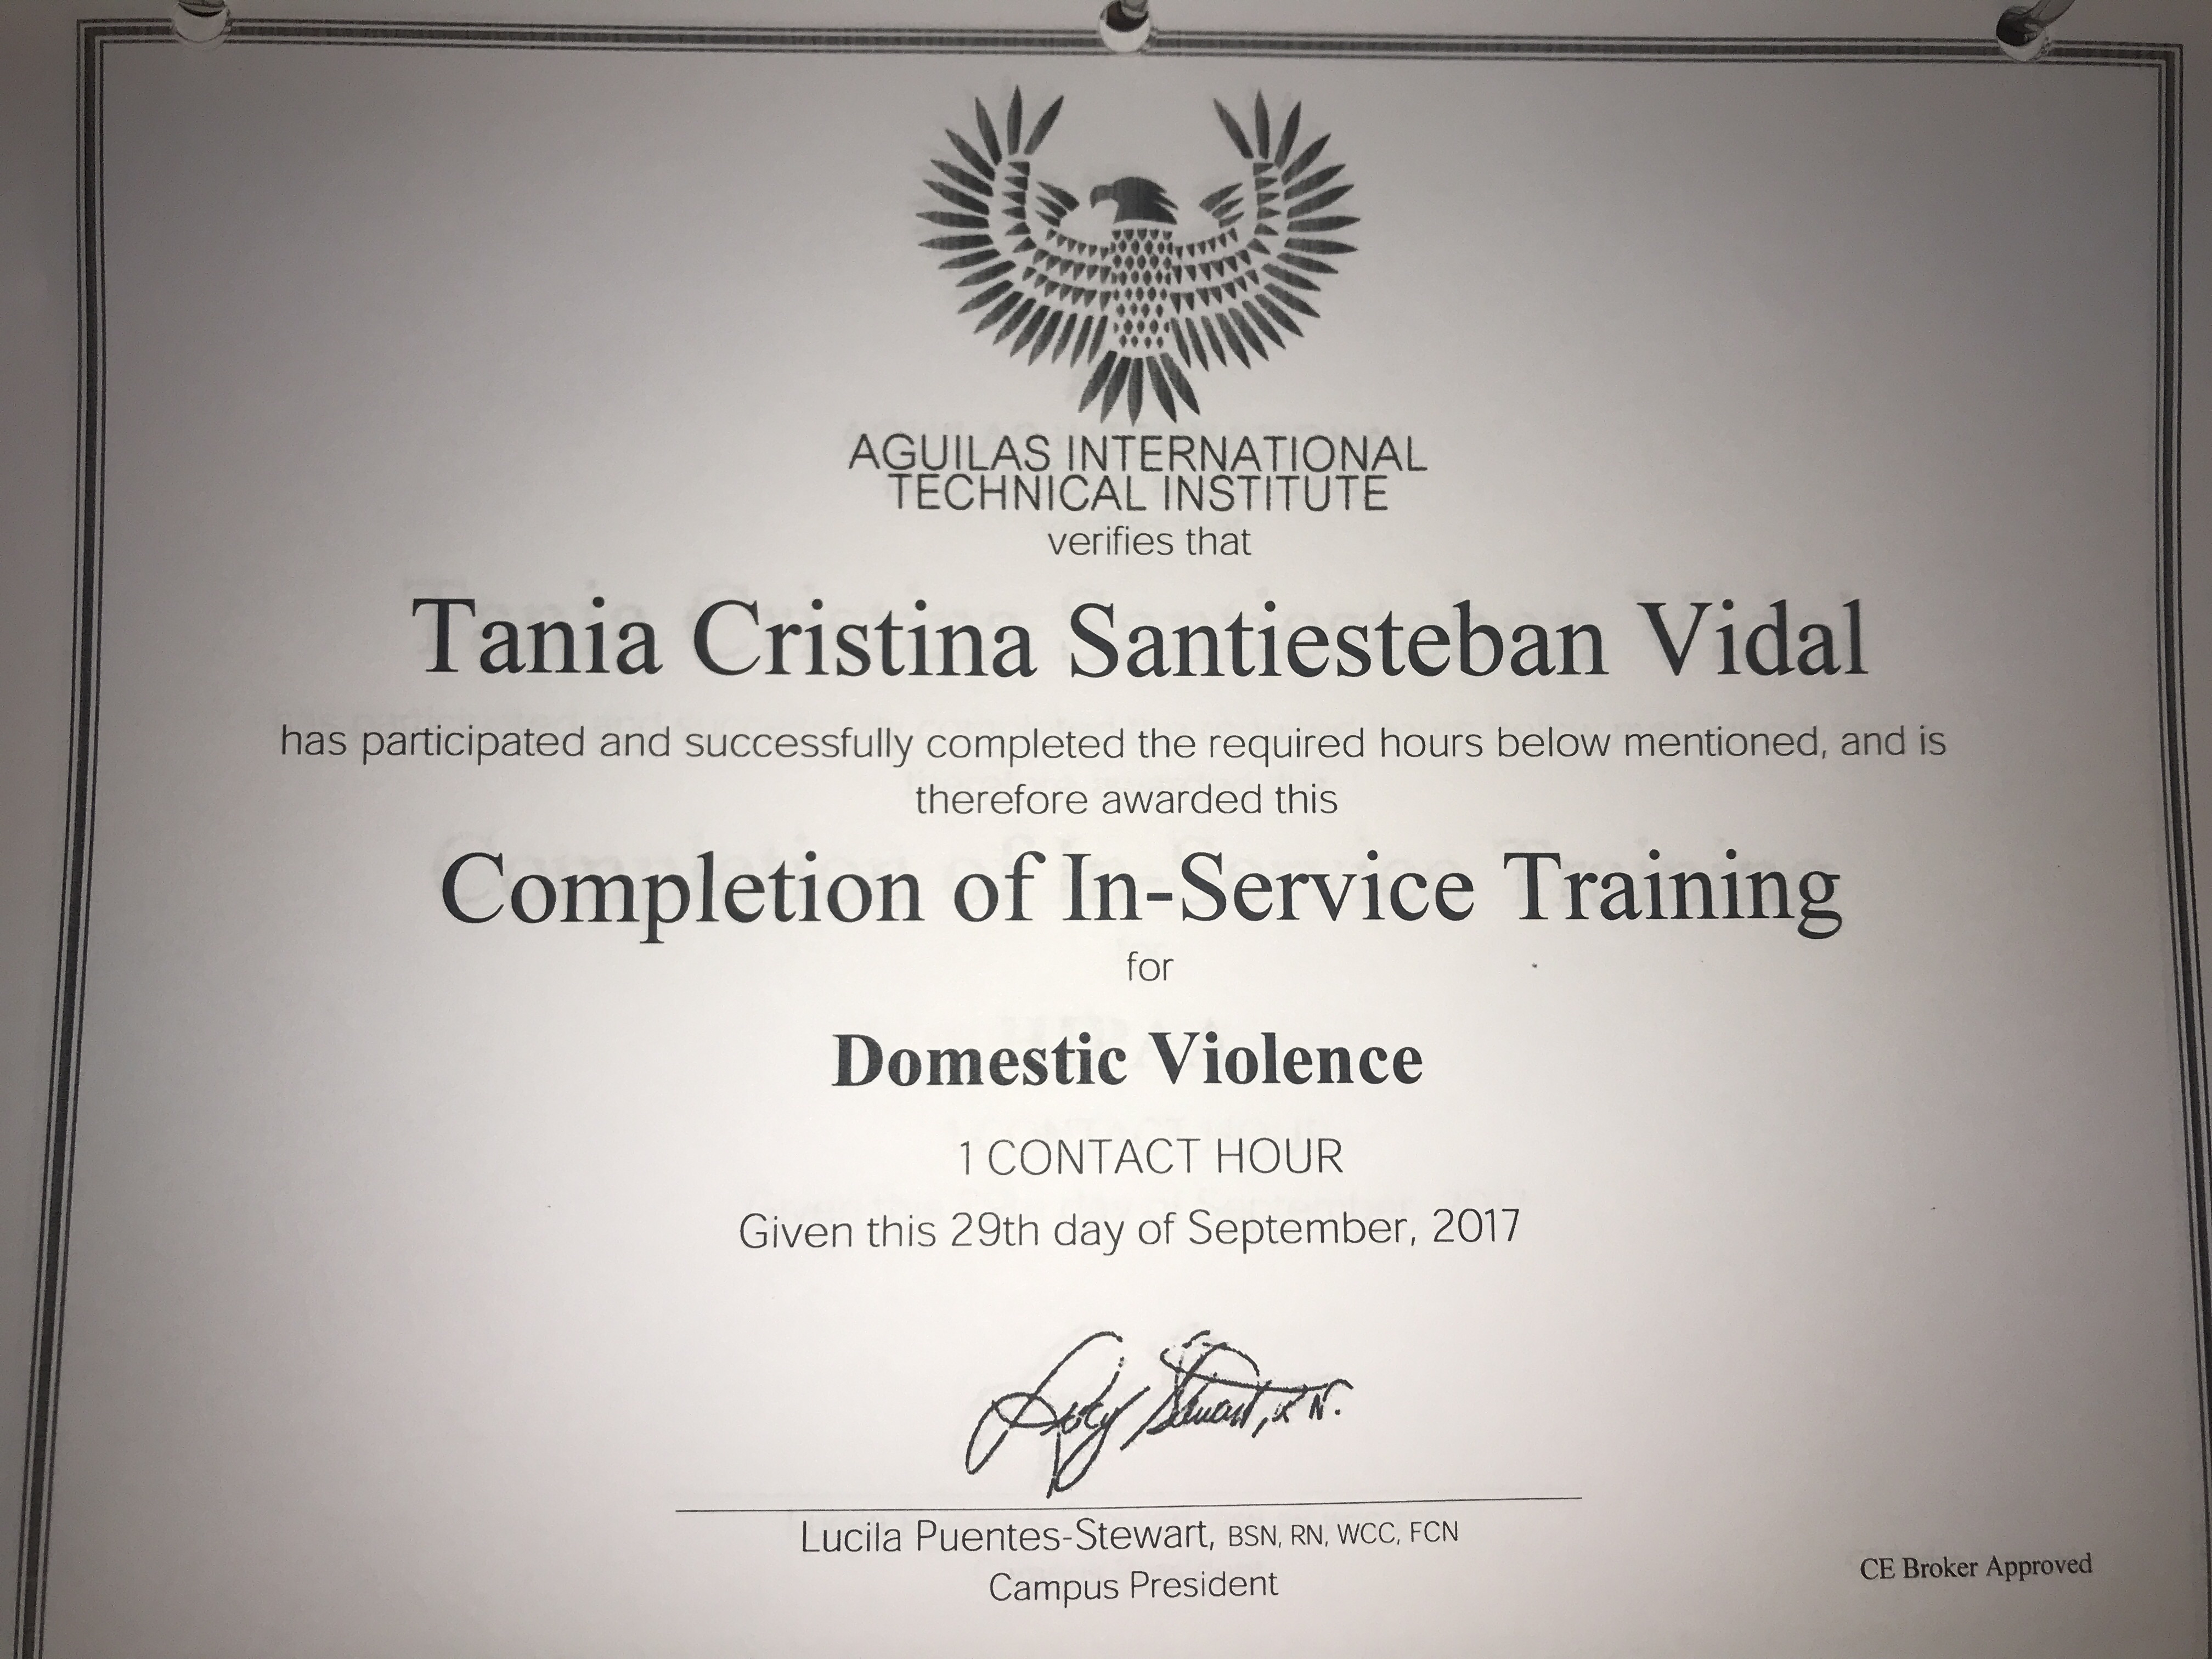 AGUILAS INTERNATIONAL
TECHNICAL INSTITUTE
verifies that
Tania Cristina Santiesteban Vidal
has participated and successfully completed the required hours below mentioned, and is
therefore awarded this
Completion of In-Service Training
for
Domestic Violence
1 CONTACT HOUR
Given this 29th day of September, 2017
Lucila Puentes-Stewart, BSN, RN, WCC, FCN
Campus President
CE Broker Approved